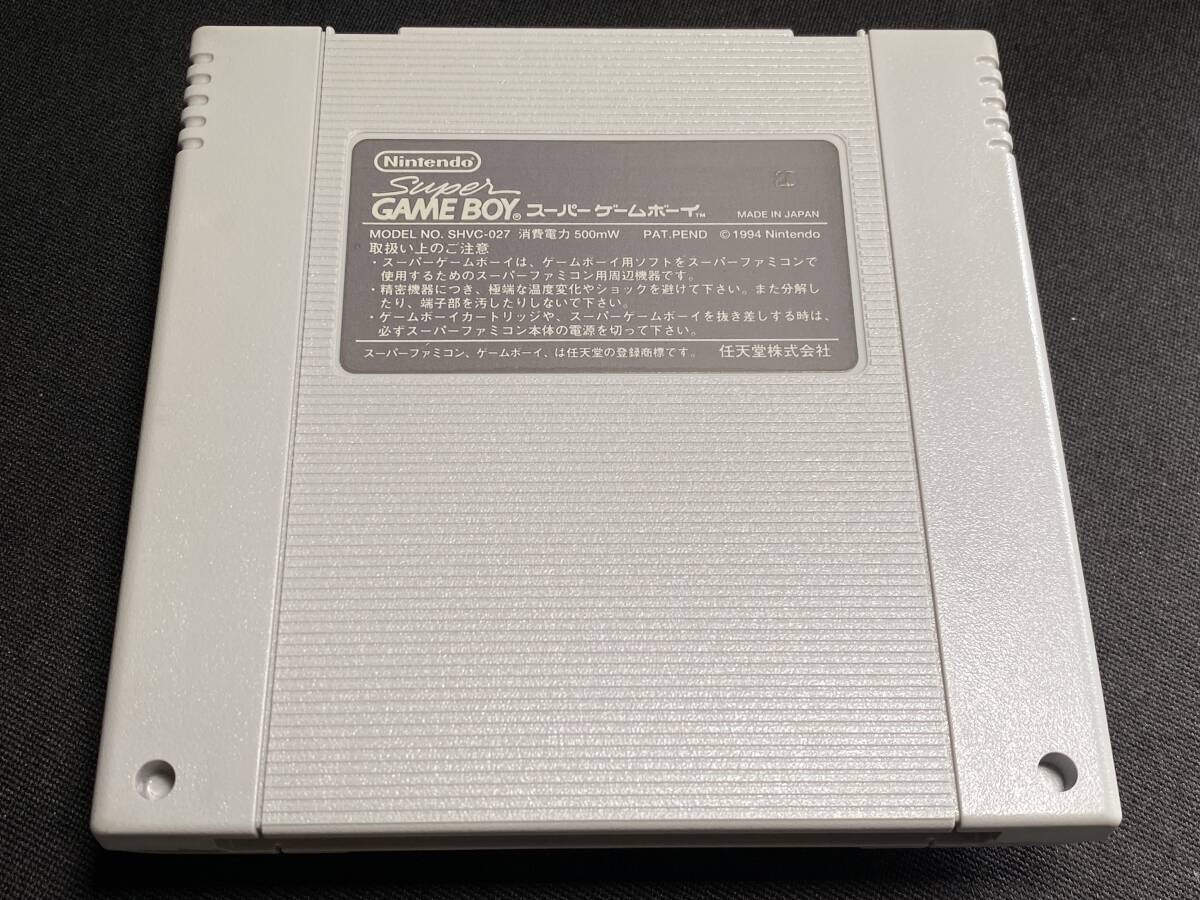 Nintendo
Super
GAME BOY® スーパーゲームボーイ™ MADE IN JAPAN
MODEL NO. SHVC-027 消費電力 500mW PAT.PEND © 1994 Nintendo
取扱い上のご注意
・スーパーゲームボーイは、ゲームボーイ用ソフトをスーパーファミコンで
使用するためのスーパーファミコン用周辺機器です。
・精密機器につき、極端な温度変化やショックを避けて下さい。また分解し
たり、端子部を汚したりしないで下さい。
・ゲームボーイカートリッジや、スーパーゲームボーイを抜き差しする時は、
必ずスーパーファミコン本体の電源を切って下さい。
スーパーファミコン、ゲームボーイ、は任天堂の登録商標です。 任天堂株式会社